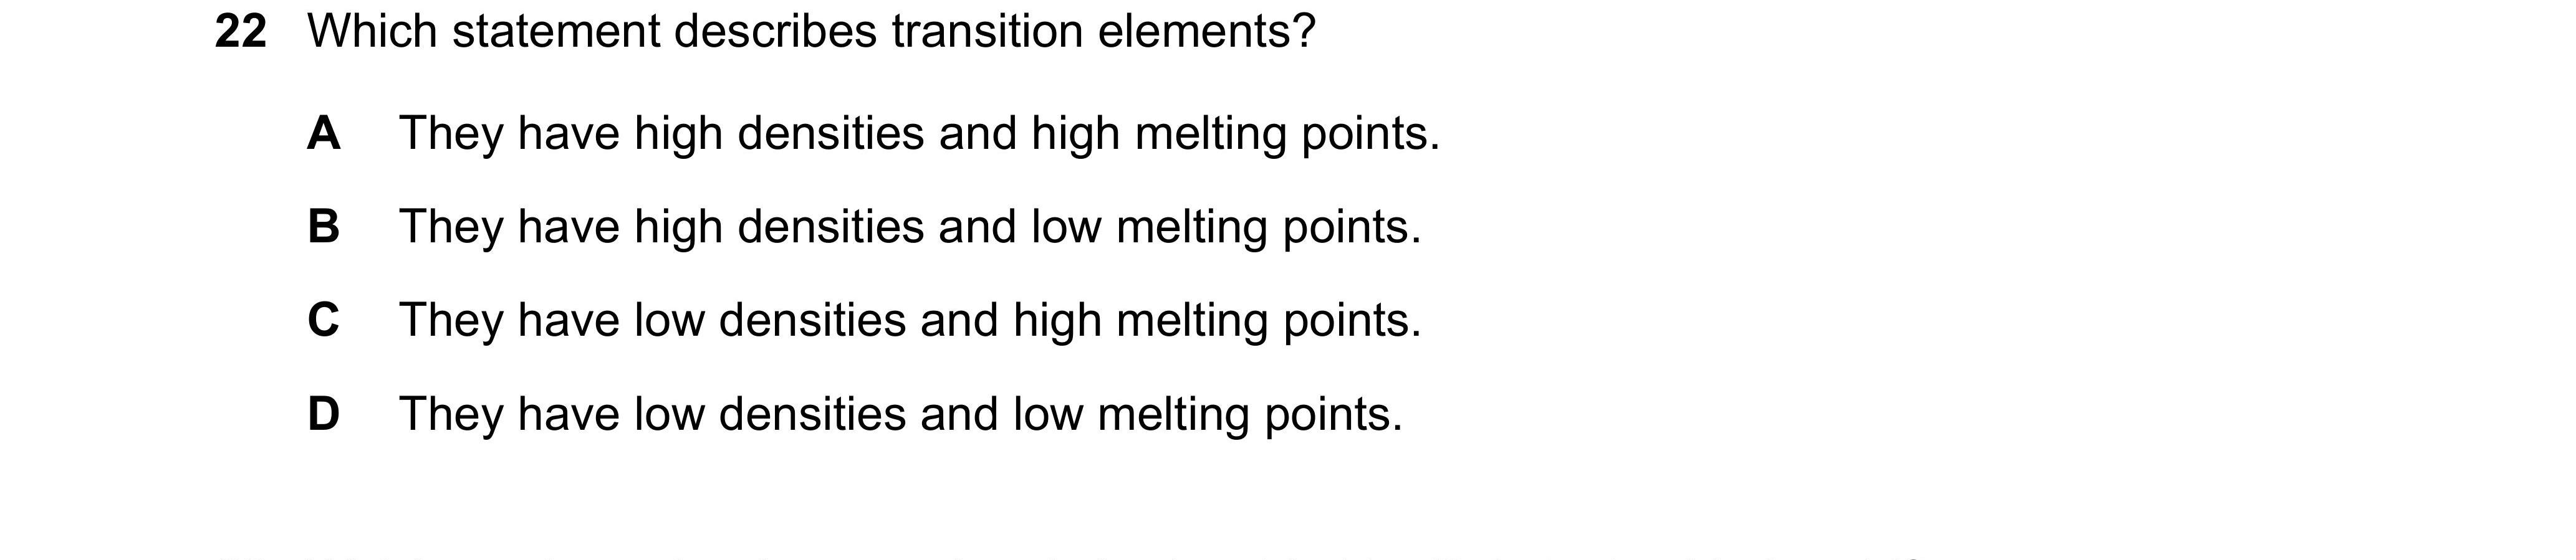 22 Which statement describes transition elements?
A They have high densities and high melting points.
B They have high densities and low melting points.
C They have low densities and high melting points.
D They have low densities and low melting points.